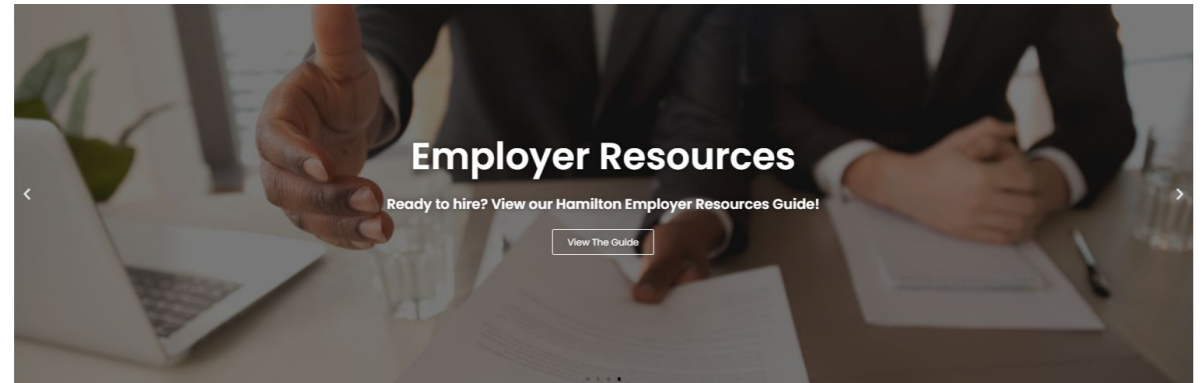 Employer Resources
Ready to hire? View our Hamilton Employer Resources Guide!
View The Guide